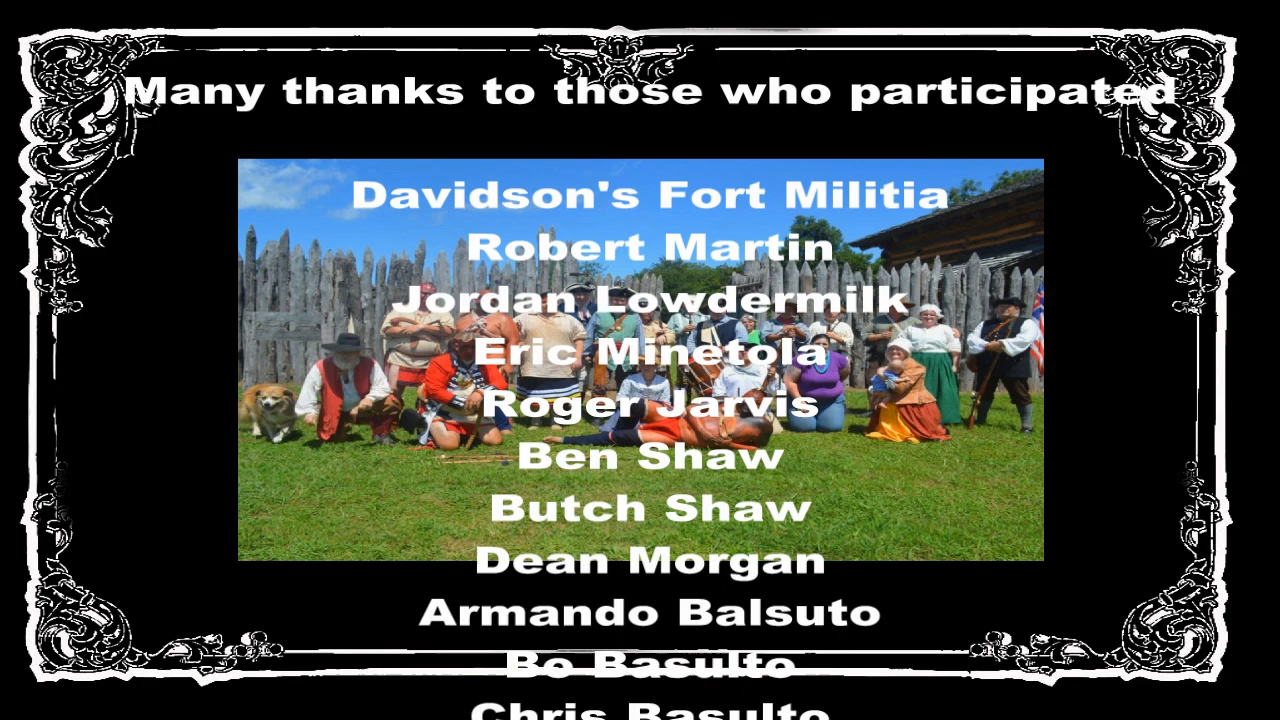 Many thanks to those who participated
Davidson's Fort Militia
Robert Martin
Jordan Lowdermilk
Eric Minetola
Roger Jarvis
Ben Shaw
Butch Shaw
Dean Morgan
Armando Balsuto
Bo Basulto
Chris Basulto